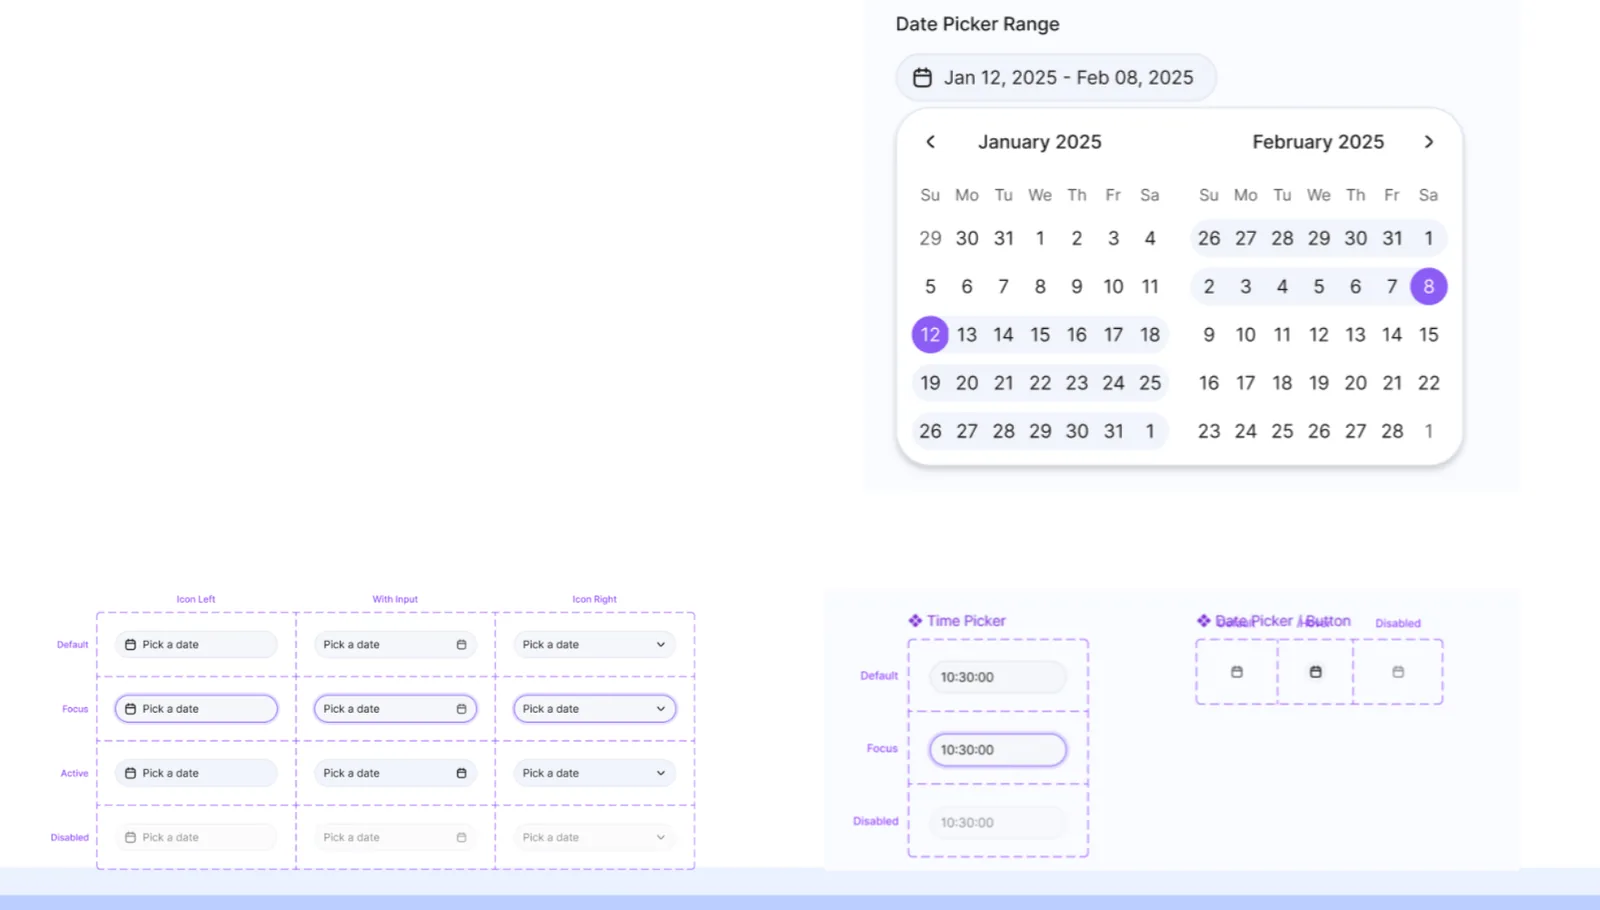 Date Picker Range
Jan 12, 2025 - Feb 08, 2025
January 2025
Su Mo Tu We Th Fr Sa
29 30 31 1 2 3 4
5 6 7 8 9 10 11
12 13 14 15 16 17 18
19 20 21 22 23 24 25
26 27 28 29 30 31 1
February 2025
Su Mo Tu We Th Fr Sa
26 27 28 29 30 31 1
2 3 4 5 6 7 8
9 10 11 12 13 14 15
16 17 18 19 20 21 22
23 24 25 26 27 28 1
Icon Left With Input Icon Right
Default Pick a date Pick a date Pick a date
Focus Pick a date Pick a date Pick a date
Active Pick a date Pick a date Pick a date
Disabled Pick a date Pick a date Pick a date
Time Picker
Default 10:30:00
Focus 10:30:00
Disabled 10:30:00
Date Picker / Button
Disabled